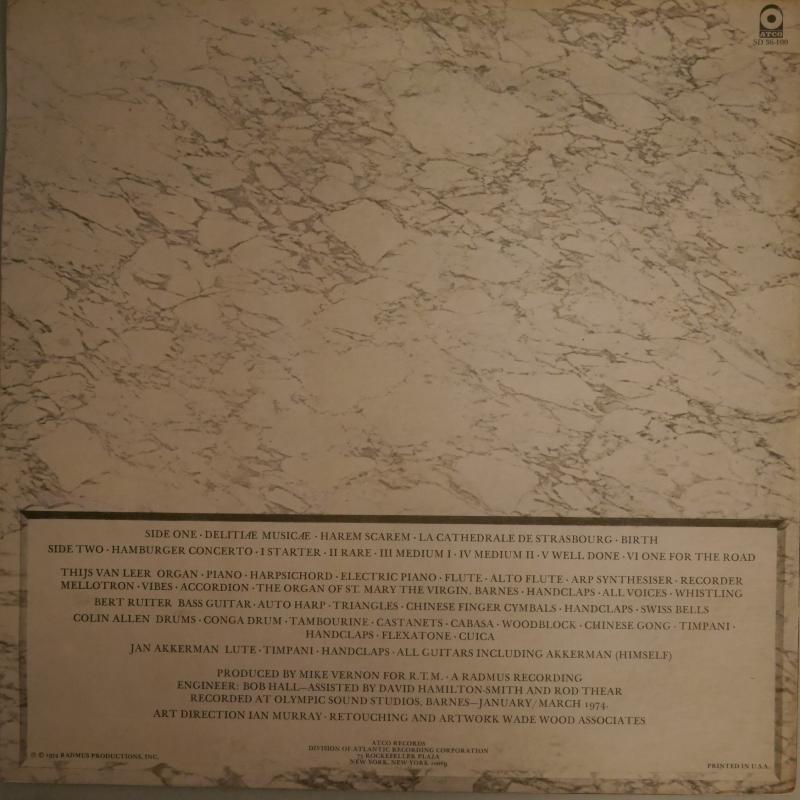 ATCO
SD 36-100
SIDE ONE · DELITIÆ MUSICÆ · HAREM SCAREM · LA CATHEDRALE DE STRASBOURG · BIRTH
SIDE TWO · HAMBURGER CONCERTO · I STARTER · II RARE · III MEDIUM I · IV MEDIUM II · V WELL DONE · VI ONE FOR THE ROAD
THIJS VAN LEER ORGAN · PIANO · HARPSICHORD · ELECTRIC PIANO · FLUTE · ALTO FLUTE · ARP SYNTHESISER · RECORDER
MELLOTRON · VIBES · ACCORDION · THE ORGAN OF ST. MARY THE VIRGIN, BARNES · HANDCLAPS · ALL VOICES · WHISTLING
BERT RUITER BASS GUITAR · AUTO HARP · TRIANGLES · CHINESE FINGER CYMBALS · HANDCLAPS · SWISS BELLS
COLIN ALLEN DRUMS · CONGA DRUM · TAMBOURINE · CASTANETS · CABASA · WOODBLOCK · CHINESE GONG · TIMPANI ·
HANDCLAPS · FLEXATONE · CUICA
JAN AKKERMAN LUTE · TIMPANI · HANDCLAPS · ALL GUITARS INCLUDING AKKERMAN (HIMSELF)
PRODUCED BY MIKE VERNON FOR R.T.M. · A RADMUS RECORDING
ENGINEER: BOB HALL—ASSISTED BY DAVID HAMILTON-SMITH AND ROD THEAR
RECORDED AT OLYMPIC SOUND STUDIOS, BARNES—JANUARY/MARCH 1974.
ART DIRECTION IAN MURRAY · RETOUCHING AND ARTWORK WADE WOOD ASSOCIATES
ATCO RECORDS
DIVISION OF ATLANTIC RECORDING CORPORATION
75 ROCKEFELLER PLAZA
NEW YORK, NEW YORK 10019
℗ © 1974 RADMUS PRODUCTIONS, INC.
PRINTED IN U.S.A.